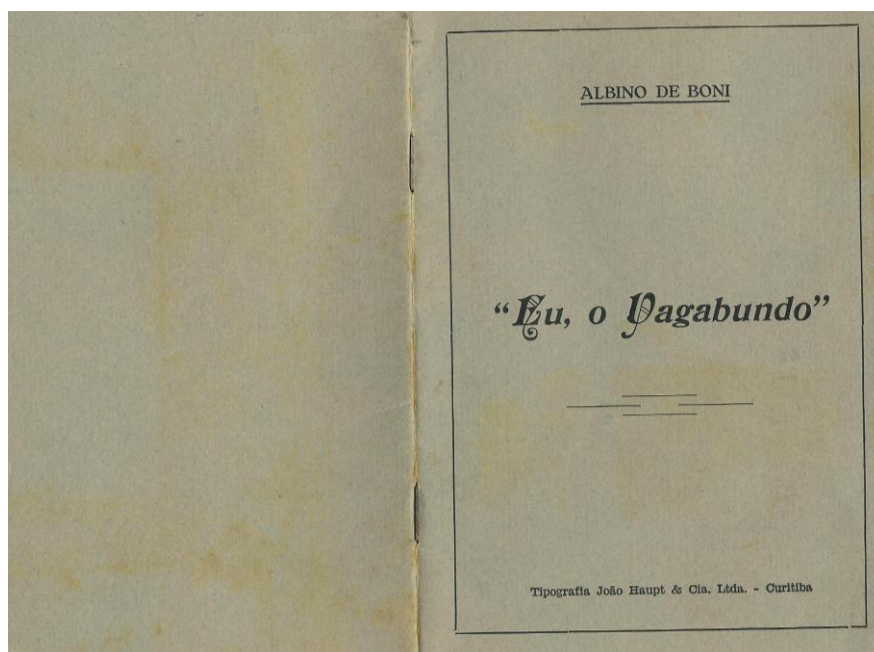 ALBINO DE BONI
“Eu, o Vagabundo”
Tipografia João Haupt & Cia. Ltda. - Curitiba